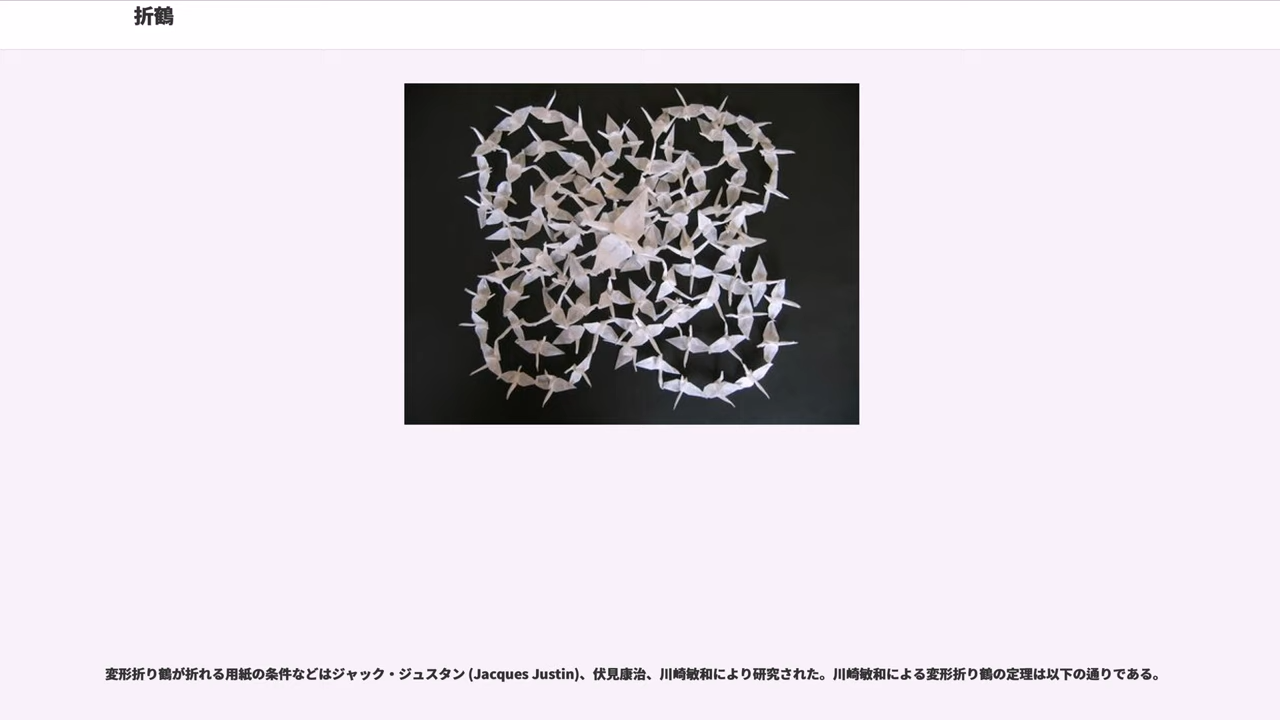 折鶴
変形折り鶴が折れる用紙の条件などはジャック・ジュスタン (Jacques Justin)、伏見康治、川崎敏和により研究された。川崎敏和による変形折り鶴の定理は以下の通りである。